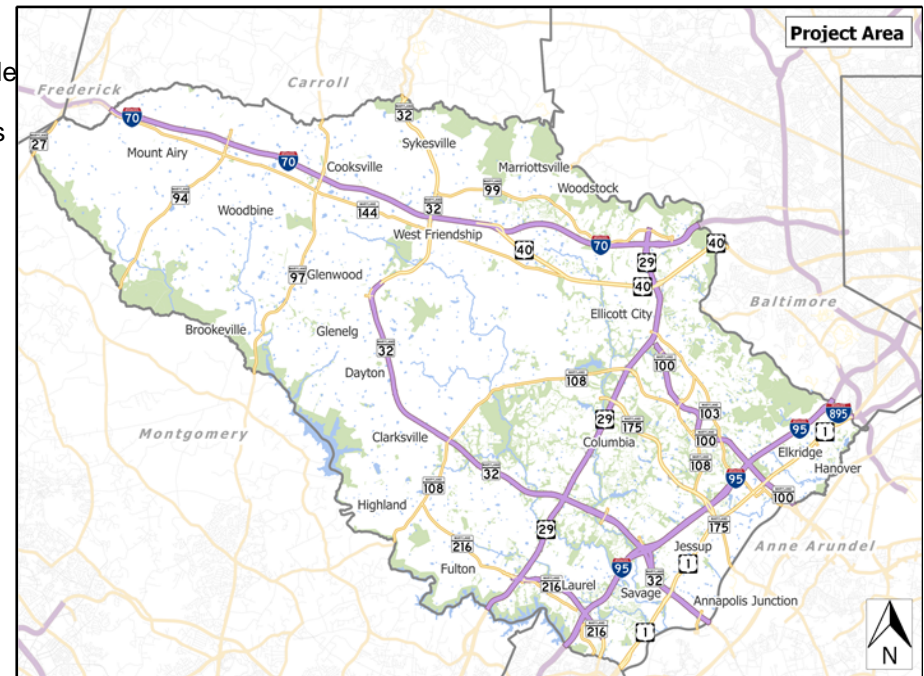 Project Area
le
s
Frederick
Carroll
Montgomery
Baltimore
Anne Arundel
70
32
27
Mount Airy
Sykesville
70
Cooksville
Marriottsville
99
Woodstock
94
Woodbine
144
32
West Friendship
40
70
40
29
40
97
Glenwood
Ellicott City
Brookeville
Glenelg
32
Dayton
100
108
103
895
95
1
29
175
Columbia
100
Elkridge
Clarksville
108
Hanover
32
95
108
100
Highland
175
29
216
Jessup
1
Fulton
95
32
216
Laurel
Savage
Annapolis Junction
216
1
N